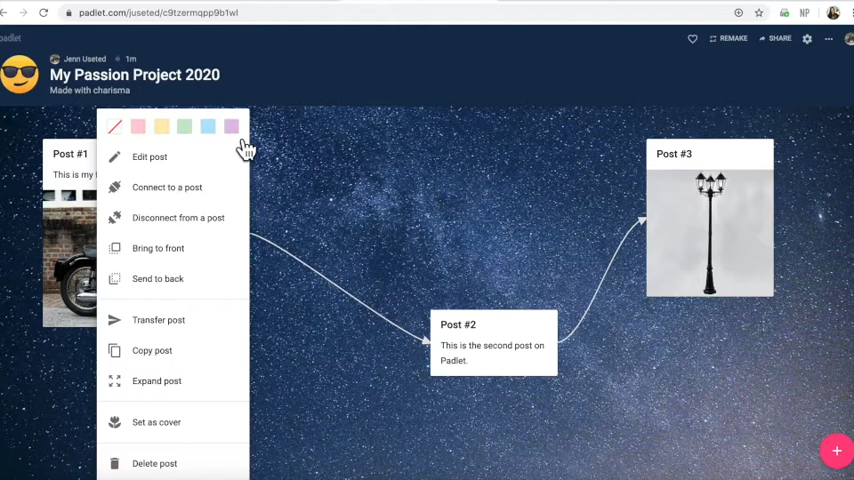 padlet.com/juseted/c9tzermqpp9b1wl
NP
padlet
Jenn Useted 1m
REMAKE
SHARE
My Passion Project 2020
Made with charisma
Post #1
This is my
Edit post
Connect to a post
Disconnect from a post
Bring to front
Send to back
Transfer post
Copy post
Expand post
Set as cover
Delete post
Post #2
This is the second post on
Padlet.
Post #3